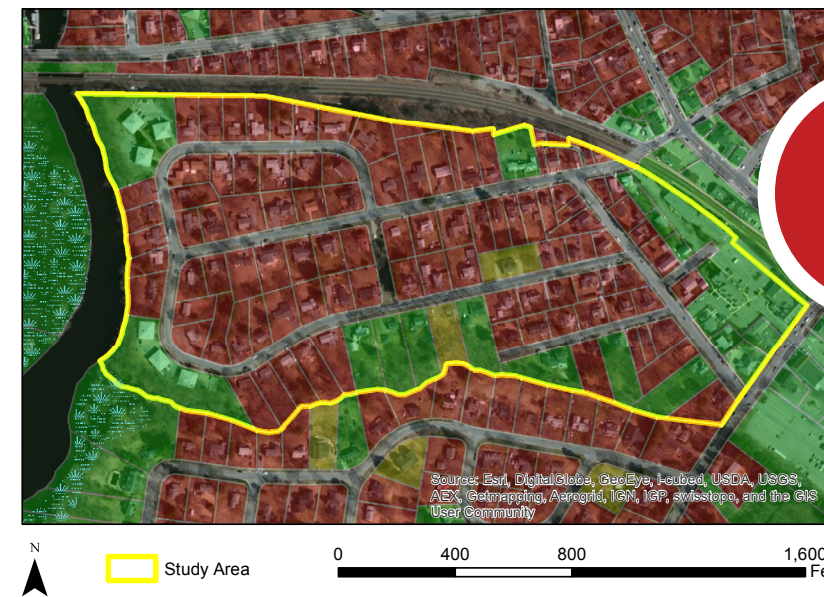 Source: Esri, DigitalGlobe, GeoEye, i-cubed, USDA, USGS,
AEX, Getmapping, Aerogrid, IGN, IGP, swisstopo, and the GIS
User Community
N
Study Area
0 400 800 1,600
Fe